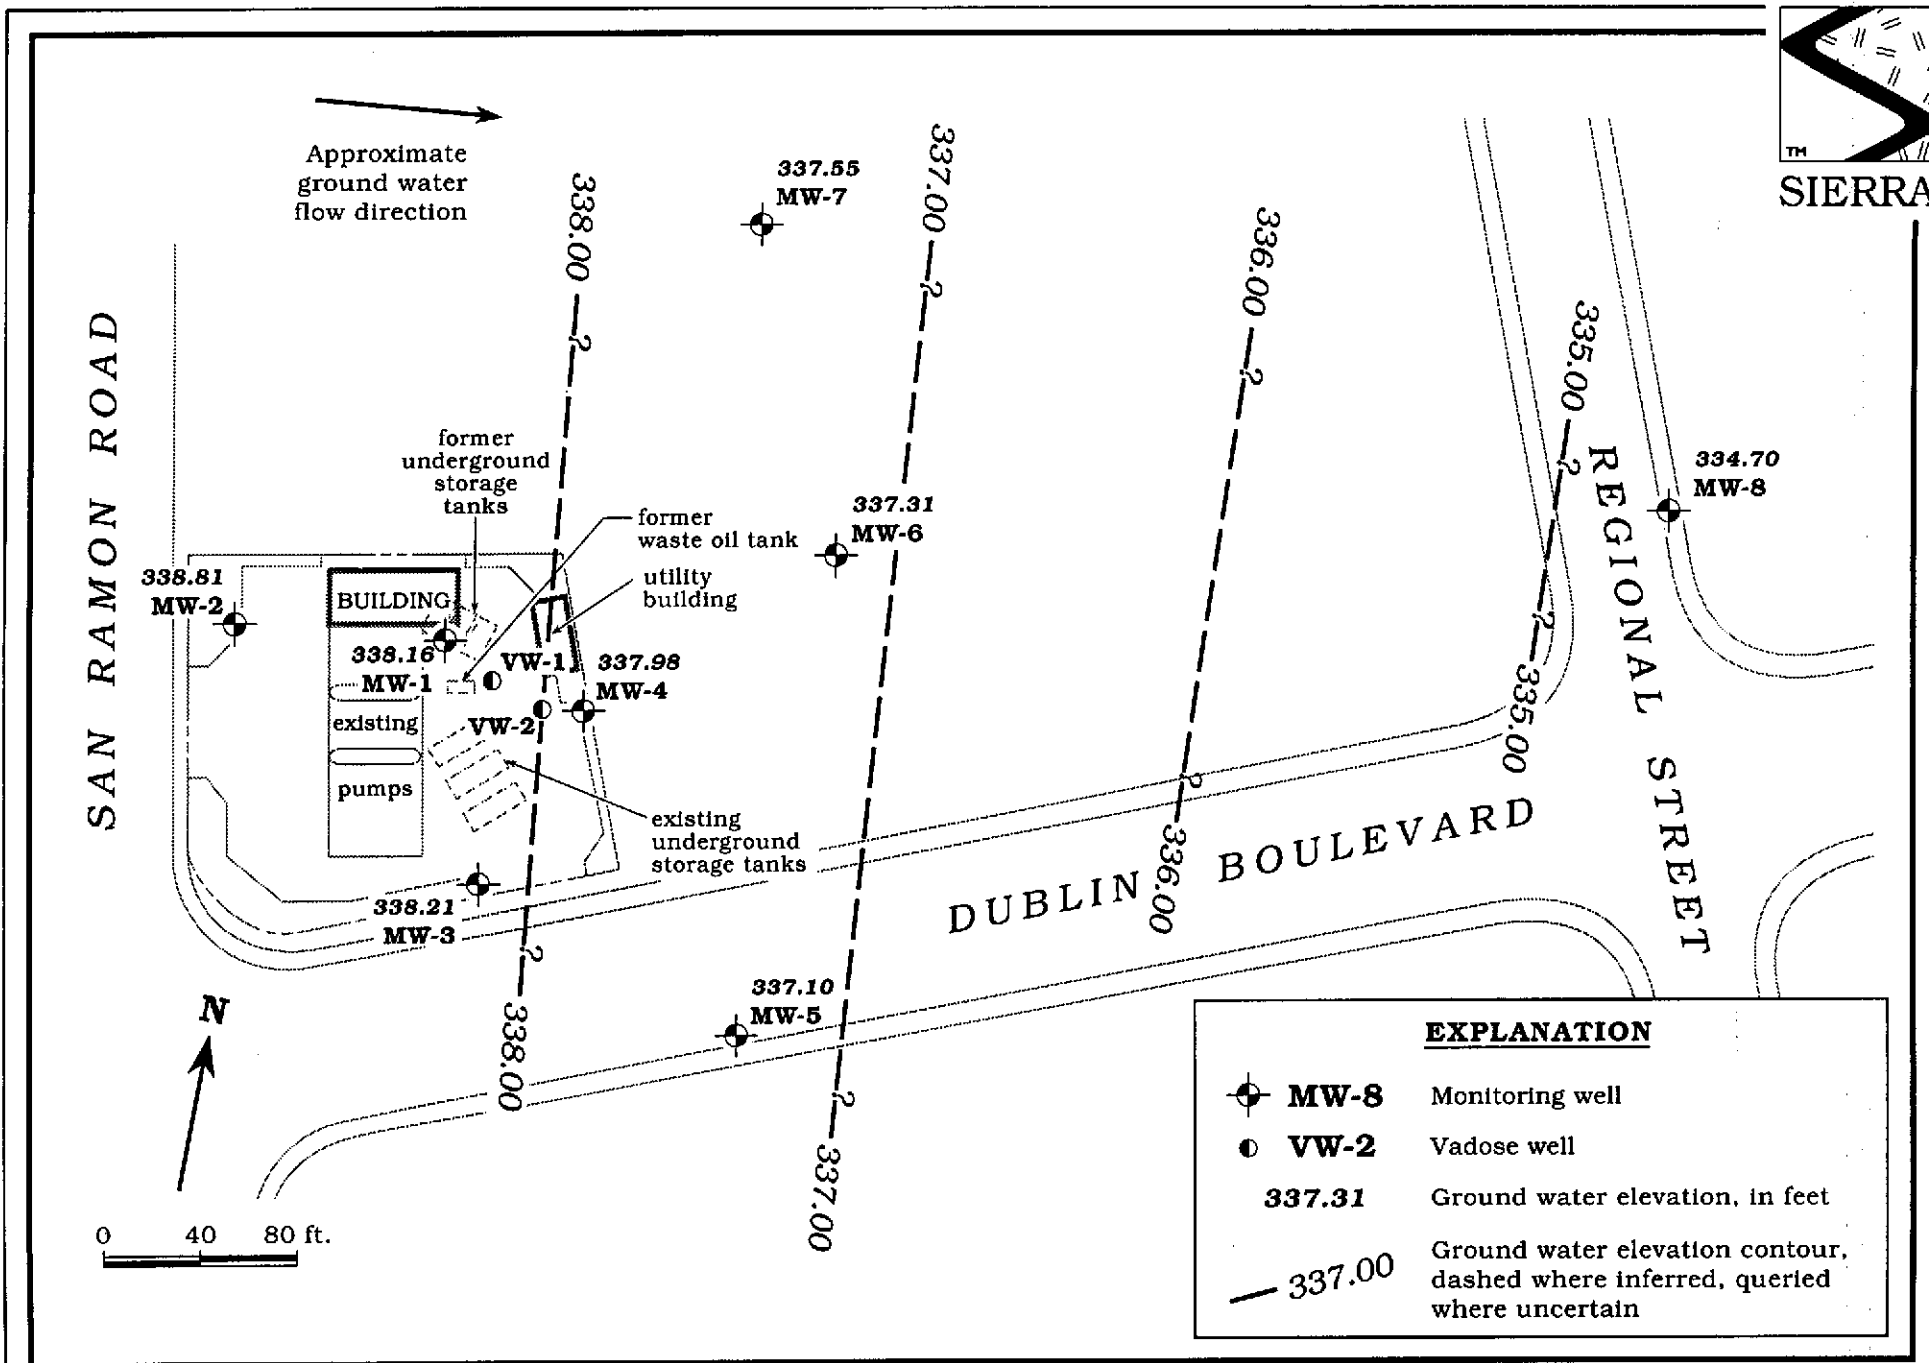 TM
SIERRA
Approximate
ground water
flow direction
338.00
337.55
MW-7
337.00
336.00
335.00
SAN RAMON ROAD
former
underground
storage
tanks
former
waste oil tank
utility
building
337.31
MW-6
334.70
MW-8
REGIONAL STREET
338.81
MW-2
BUILDING
338.16
MW-1
VW-1
337.98
MW-4
VW-2
existing
pumps
existing
underground
storage tanks
338.21
MW-3
DUBLIN BOULEVARD
335.00
336.00
337.10
MW-5
338.00
337.00
?
?
?
?
?
?
?
?
N
0 40 80 ft.
EXPLANATION
MW-8 Monitoring well
VW-2 Vadose well
337.31 Ground water elevation, in feet
337.00 Ground water elevation contour,
dashed where inferred, queried
where uncertain